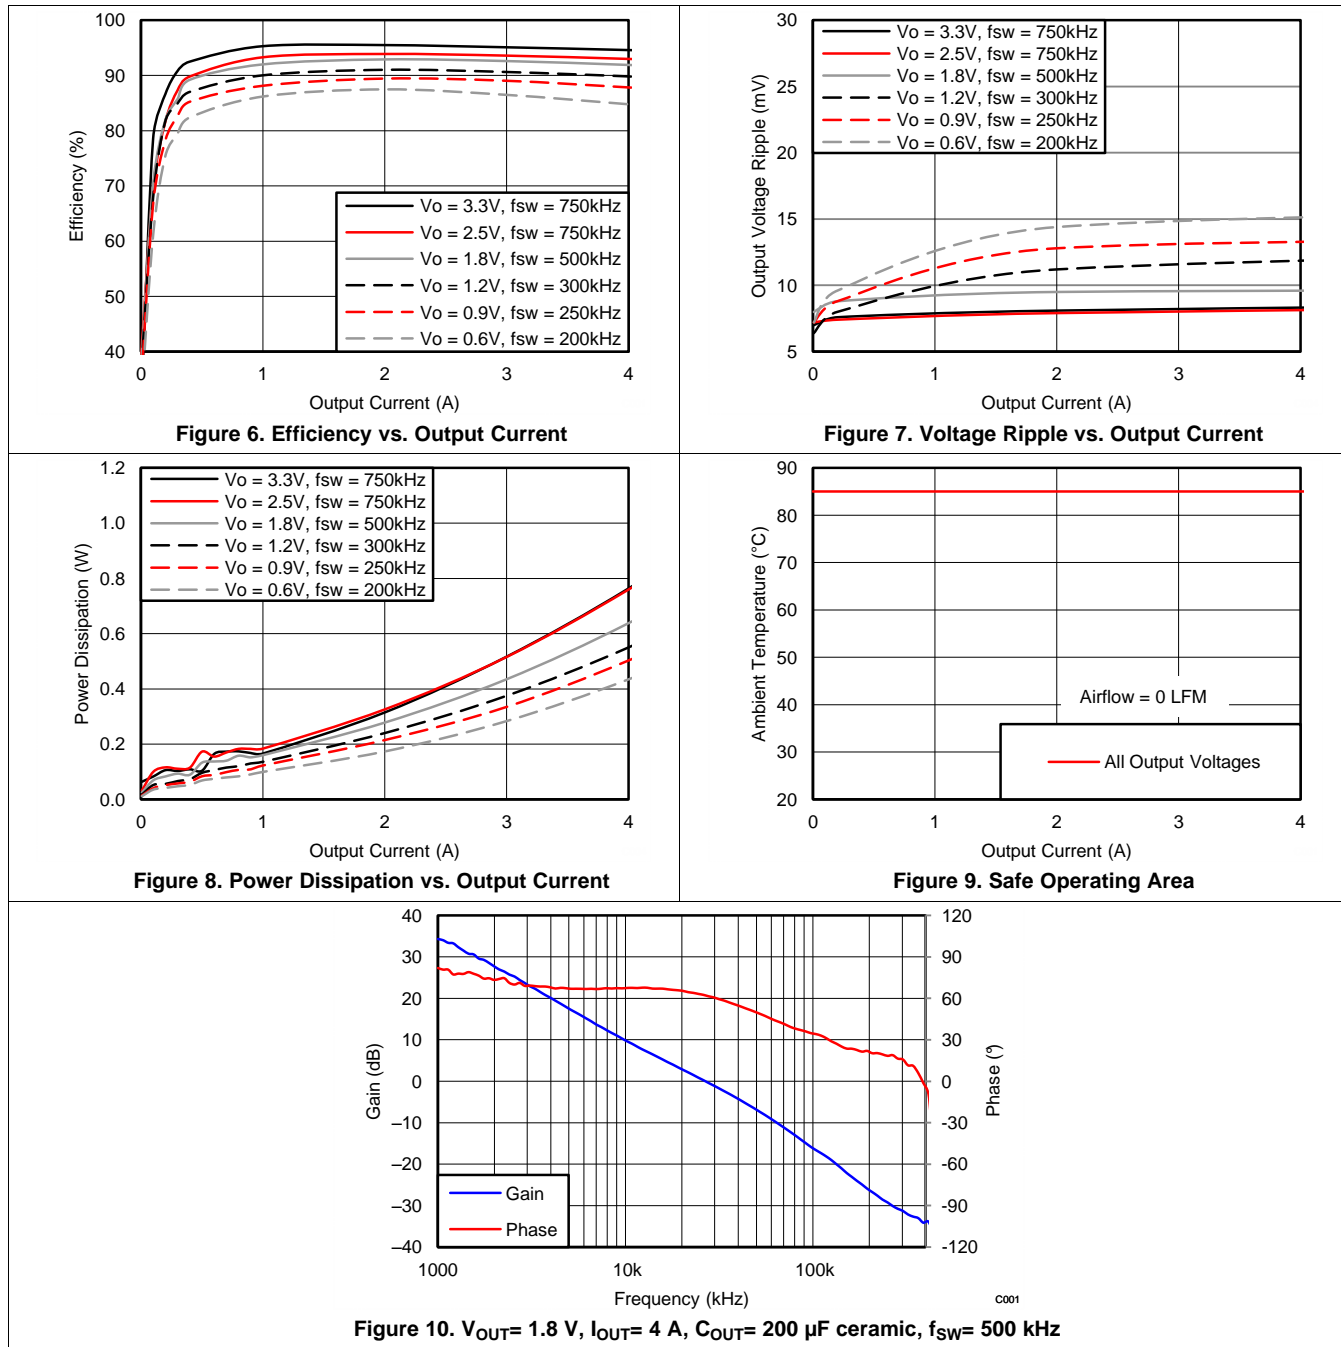 100
90
80
70
60
50
40
Efficiency (%)
Vo = 3.3V, fsw = 750kHz
Vo = 2.5V, fsw = 750kHz
Vo = 1.8V, fsw = 500kHz
Vo = 1.2V, fsw = 300kHz
Vo = 0.9V, fsw = 250kHz
Vo = 0.6V, fsw = 200kHz
0 1 2 3 4
Output Current (A)
Figure 6. Efficiency vs. Output Current
30
25
20
15
10
5
Output Voltage Ripple (mV)
Vo = 3.3V, fsw = 750kHz
Vo = 2.5V, fsw = 750kHz
Vo = 1.8V, fsw = 500kHz
Vo = 1.2V, fsw = 300kHz
Vo = 0.9V, fsw = 250kHz
Vo = 0.6V, fsw = 200kHz
0 1 2 3 4
Output Current (A)
Figure 7. Voltage Ripple vs. Output Current
1.2
1.0
0.8
0.6
0.4
0.2
0.0
Power Dissipation (W)
Vo = 3.3V, fsw = 750kHz
Vo = 2.5V, fsw = 750kHz
Vo = 1.8V, fsw = 500kHz
Vo = 1.2V, fsw = 300kHz
Vo = 0.9V, fsw = 250kHz
Vo = 0.6V, fsw = 200kHz
0 1 2 3 4
Output Current (A)
Figure 8. Power Dissipation vs. Output Current
90
80
70
60
50
40
30
20
Ambient Temperature (°C)
Airflow = 0 LFM
All Output Voltages
0 1 2 3 4
Output Current (A)
Figure 9. Safe Operating Area
40
30
20
10
0
–10
–20
–30
–40
Gain (dB)
120
90
60
30
0
-30
-60
-90
-120
Phase (°)
Gain
Phase
1000 10k 100k
Frequency (kHz)
C001
Figure 10. VOUT= 1.8 V, IOUT= 4 A, COUT= 200 µF ceramic, fSW= 500 kHz